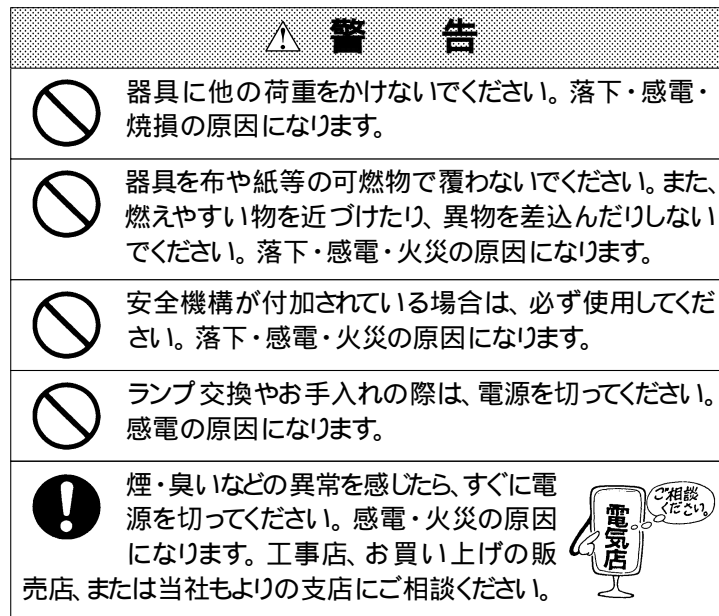 警 告
器具に他の荷重をかけないでください。落下・感電・
焼損の原因になります。
器具を布や紙等の可燃物で覆わないでください。また、
燃えやすい物を近づけたり、異物を差込んだりしない
でください。落下・感電・火災の原因になります。
安全機構が付加されている場合は、必ず使用してくだ
さい。落下・感電・火災の原因になります。
ランプ交換やお手入れの際は、電源を切ってください。
感電の原因になります。
煙・臭いなどの異常を感じたら、すぐに電
源を切ってください。感電・火災の原因
になります。工事店、お買い上げの販
売店、または当社もよりの支店にご相談ください。
電気店
ご相談
ください。